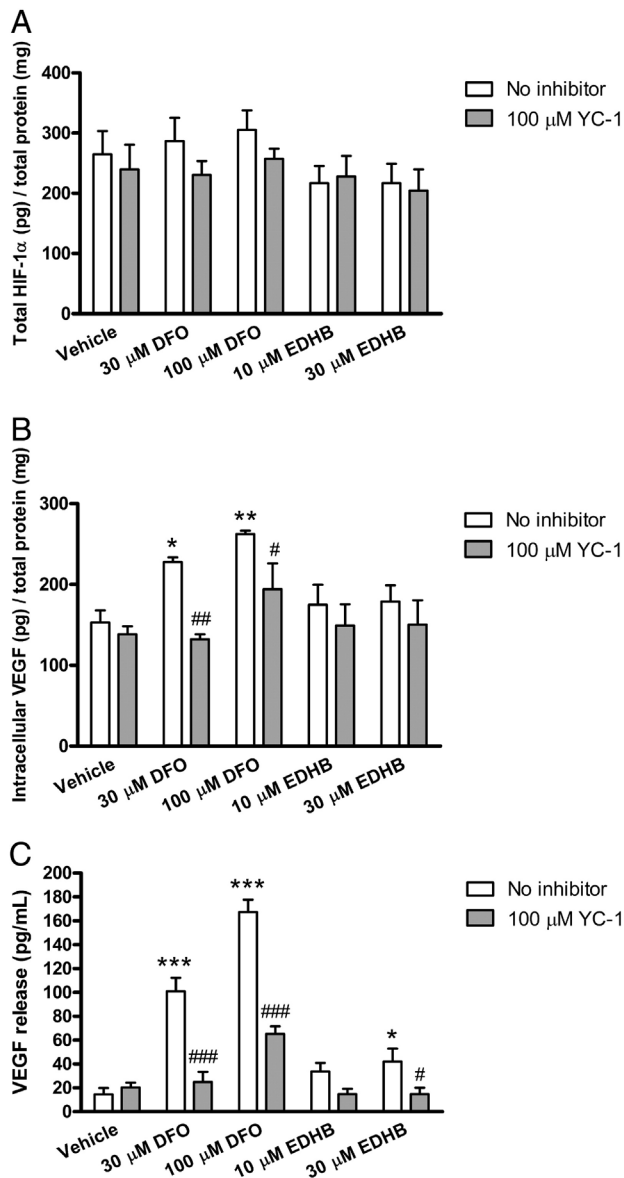 A
Total HIF-1α (pg) / total protein (mg)
400
300
200
100
0
Vehicle
30 µM DFO
100 µM DFO
10 µM EDHB
30 µM EDHB
No inhibitor
100 µM YC-1
B
Intracellular VEGF (pg) / total protein (mg)
300
200
100
0
*
##
**
#
Vehicle
30 µM DFO
100 µM DFO
10 µM EDHB
30 µM EDHB
No inhibitor
100 µM YC-1
C
VEGF release (pg/mL)
200
180
160
140
120
100
80
60
40
20
0
***
###
***
###
*
#
Vehicle
30 µM DFO
100 µM DFO
10 µM EDHB
30 µM EDHB
No inhibitor
100 µM YC-1